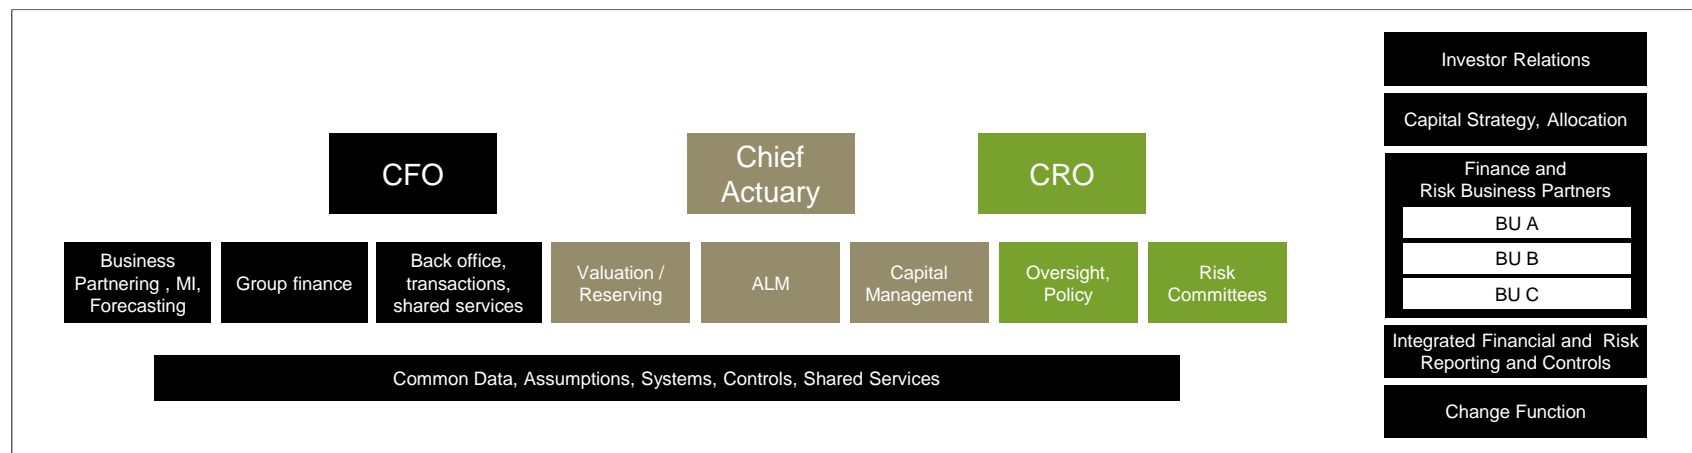 CFO
Chief
Actuary
CRO
Business
Partnering , MI,
Forecasting
Group finance
Back office,
transactions,
shared services
Valuation /
Reserving
ALM
Capital
Management
Oversight,
Policy
Risk
Committees
Common Data, Assumptions, Systems, Controls, Shared Services
Investor Relations
Capital Strategy, Allocation
Finance and
Risk Business Partners
BU A
BU B
BU C
Integrated Financial and Risk
Reporting and Controls
Change Function